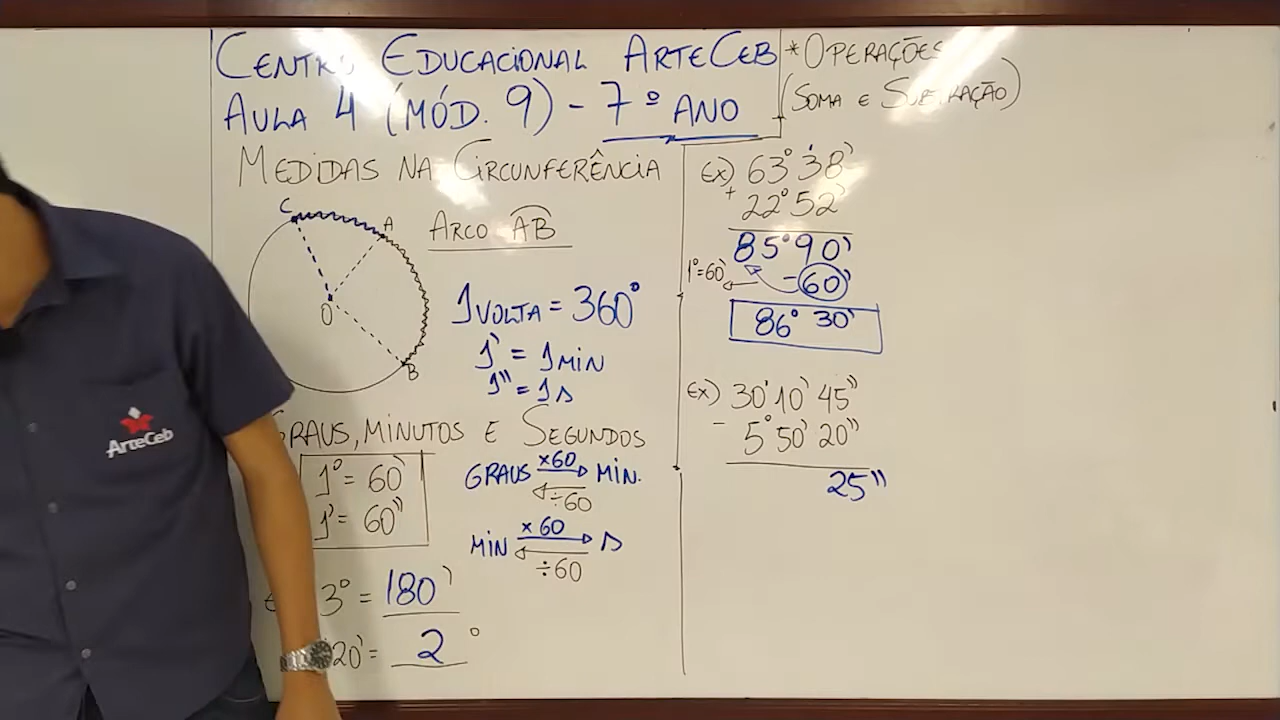 CENTRO EDUCACIONAL ARTECEB
AULA 4 (MÓD. 9) - 7º ANO
MEDIDAS NA CIRCUNFERÊNCIA
C
A
O
B
ARCO AB
1 VOLTA = 360°
1' = 1 MIN
1" = 1 s
GRAUS, MINUTOS E SEGUNDOS
1° = 60'
1' = 60"
GRAUS ×60 MIN.
÷60
MIN ×60 s
÷60
3° = 180'
20' = 2°
* OPERAÇÕES
(SOMA E SUBTRAÇÃO)
EX) 63° 38'
+ 22° 52'
85° 90'
1° = 60' - 60'
86° 30'
EX) 30' 10' 45"
- 5° 50' 20"
25"
ArteCeb